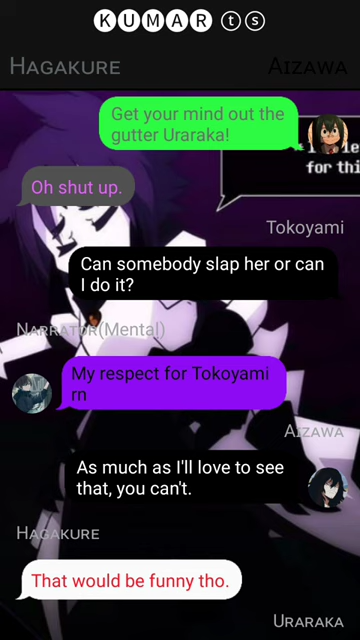 KUMAR ts
HAGAKURE
AIZAWA
Get your mind out the
gutter Uraraka!
for thi
Oh shut up.
Tokoyami
Can somebody slap her or can
I do it?
NARRATOR(Mental)
My respect for Tokoyami
rn
AIZAWA
As much as I'll love to see
that, you can't.
HAGAKURE
That would be funny tho.
URARAKA